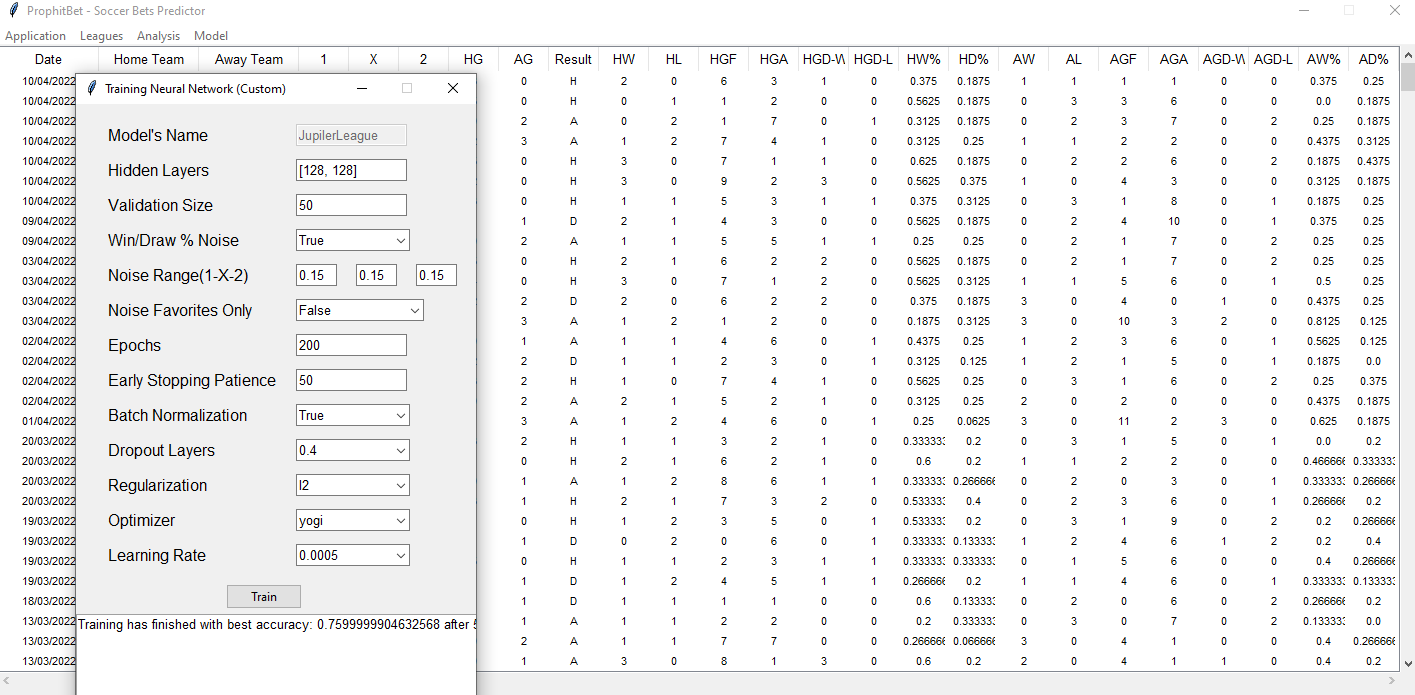 ProphitBet - Soccer Bets Predictor
Application Leagues Analysis Model
Date Home Team Away Team 1 X 2 HG AG Result HW HL HGF HGA HGD-W HGD-L HW% HD% AW AL AGF AGA AGD-W AGD-L AW% AD%
10/04/2022 0 H 2 0 6 3 1 0 0.375 0.1875 1 1 1 1 0 0 0.375 0.25
10/04/2022 0 H 0 1 1 2 0 0 0.5625 0.1875 0 3 3 6 0 0 0.0 0.1875
10/04/2022 2 A 0 2 1 7 0 1 0.3125 0.1875 0 2 3 7 0 2 0.25 0.1875
10/04/2022 3 A 1 2 7 4 1 0 0.3125 0.25 1 1 2 2 0 0 0.4375 0.3125
10/04/2022 0 H 3 0 7 1 1 0 0.625 0.1875 0 2 2 6 0 2 0.1875 0.4375
10/04/2022 0 H 3 0 9 2 3 0 0.5625 0.375 1 0 4 3 0 0 0.3125 0.1875
10/04/2022 0 H 1 1 5 3 1 1 0.375 0.3125 0 3 1 8 0 1 0.1875 0.25
09/04/2022 1 D 2 1 4 3 0 0 0.5625 0.1875 0 2 4 10 0 1 0.375 0.25
09/04/2022 2 A 1 1 5 5 1 1 0.25 0.25 0 2 1 7 0 2 0.25 0.25
03/04/2022 0 H 2 1 6 2 2 0 0.5625 0.1875 0 2 1 7 0 2 0.25 0.25
03/04/2022 0 H 3 0 7 1 2 0 0.5625 0.3125 1 1 5 6 0 1 0.5 0.25
03/04/2022 2 D 2 0 6 2 2 0 0.375 0.1875 3 0 4 0 1 0 0.4375 0.25
03/04/2022 3 A 1 2 1 2 0 0 0.1875 0.3125 3 0 10 3 2 0 0.8125 0.125
02/04/2022 1 A 1 1 4 6 0 1 0.4375 0.25 1 2 3 6 0 1 0.5625 0.125
02/04/2022 2 D 1 1 2 3 0 0 0.3125 0.125 1 2 1 5 0 1 0.1875 0.0
02/04/2022 2 H 1 0 7 4 1 0 0.5625 0.25 0 3 1 6 0 2 0.25 0.375
02/04/2022 2 A 2 1 5 2 1 0 0.3125 0.25 2 0 2 0 0 0 0.4375 0.1875
01/04/2022 3 A 1 2 4 6 0 1 0.25 0.0625 3 0 11 2 3 0 0.625 0.1875
20/03/2022 2 H 1 1 3 2 1 0 0.333333 0.2 0 3 1 5 0 1 0.0 0.2
20/03/2022 0 H 2 1 6 2 1 0 0.6 0.2 1 1 2 2 0 0 0.466666 0.333333
20/03/2022 1 A 1 2 8 6 1 1 0.333333 0.266666 0 2 0 3 0 1 0.333333 0.266666
20/03/2022 1 H 2 1 7 3 2 0 0.533333 0.4 0 2 3 6 0 1 0.266666 0.2
19/03/2022 0 H 1 2 3 5 0 1 0.533333 0.2 0 3 1 9 0 2 0.2 0.266666
19/03/2022 1 D 0 2 0 6 0 1 0.333333 0.133333 1 2 4 6 1 2 0.2 0.4
19/03/2022 0 H 1 1 2 3 1 1 0.333333 0.333333 0 1 5 6 0 0 0.4 0.266666
19/03/2022 1 D 1 2 4 5 1 1 0.266666 0.2 1 1 4 6 0 1 0.333333 0.133333
18/03/2022 1 D 1 1 1 1 0 0 0.6 0.133333 0 2 0 6 0 2 0.266666 0.2
13/03/2022 1 A 1 1 2 2 0 0 0.2 0.333333 0 3 0 7 0 2 0.133333 0.0
13/03/2022 2 A 1 1 7 7 0 0 0.266666 0.066666 3 0 4 1 0 0 0.4 0.266666
13/03/2022 1 A 3 0 8 1 3 0 0.6 0.2 2 0 4 1 1 0 0.4 0.2
Training Neural Network (Custom)
Model's Name JupilerLeague
Hidden Layers [128, 128]
Validation Size 50
Win/Draw % Noise True
Noise Range(1-X-2) 0.15 0.15 0.15
Noise Favorites Only False
Epochs 200
Early Stopping Patience 50
Batch Normalization True
Dropout Layers 0.4
Regularization l2
Optimizer yogi
Learning Rate 0.0005
Train
Training has finished with best accuracy: 0.7599999904632568 after